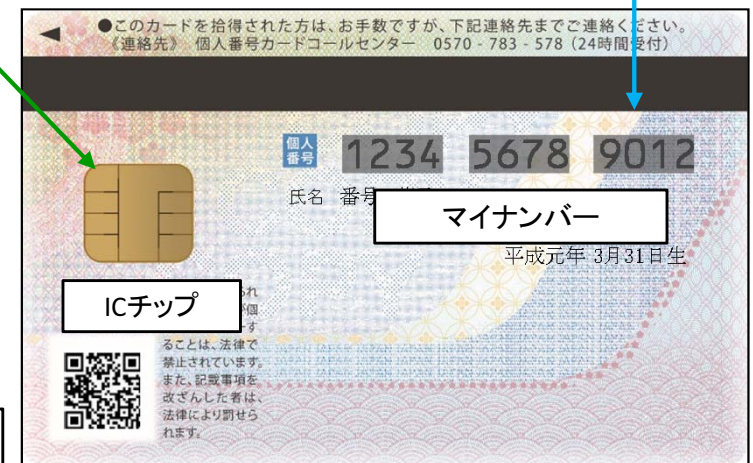 ●このカードを拾得された方は、お手数ですが、下記連絡先までご連絡ください。
《連絡先》 個人番号カードコールセンター 0570-783-578（24時間受付）
個人番号 1234 5678 9012
氏名 番号
マイナンバー
平成元年 3月31日生
ICチップ
ることは、法律で
禁止されています。
また、記載事項を
改ざんした者は、
法律により罰せら
れます。